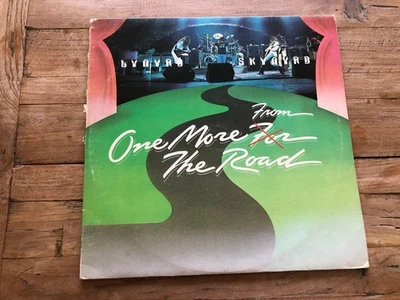 LYNYRD SKYNYRD
From
One More For
The Road